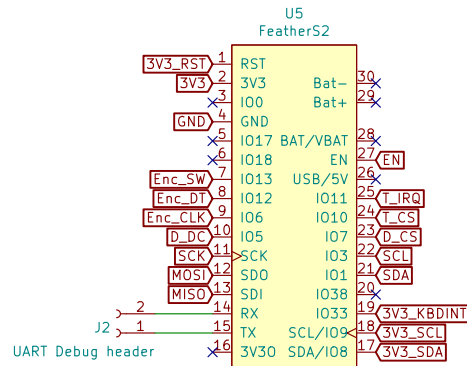 U5
FeatherS2
3V3_RST 1 RST
3V3 2 3V3 Bat- 30
3 IO0 Bat+ 29
GND 4 GND
5 IO17 BAT/VBAT 28
6 IO18 EN 27 EN
Enc_SW 7 IO13 USB/5V 26
Enc_DT 8 IO12 IO11 25 T_IRQ
Enc_CLK 9 IO6 IO10 24 T_CS
D_DC 10 IO5 IO7 23 D_CS
SCK 11 SCK IO3 22 SCL
MOSI 12 SDO IO1 21 SDA
MISO 13 SDI IO38 20
2 14 RX IO33 19 3V3_KBDINT
J2 1 15 TX SCL/IO9 18 3V3_SCL
UART Debug header 16 3V3O SDA/IO8 17 3V3_SDA